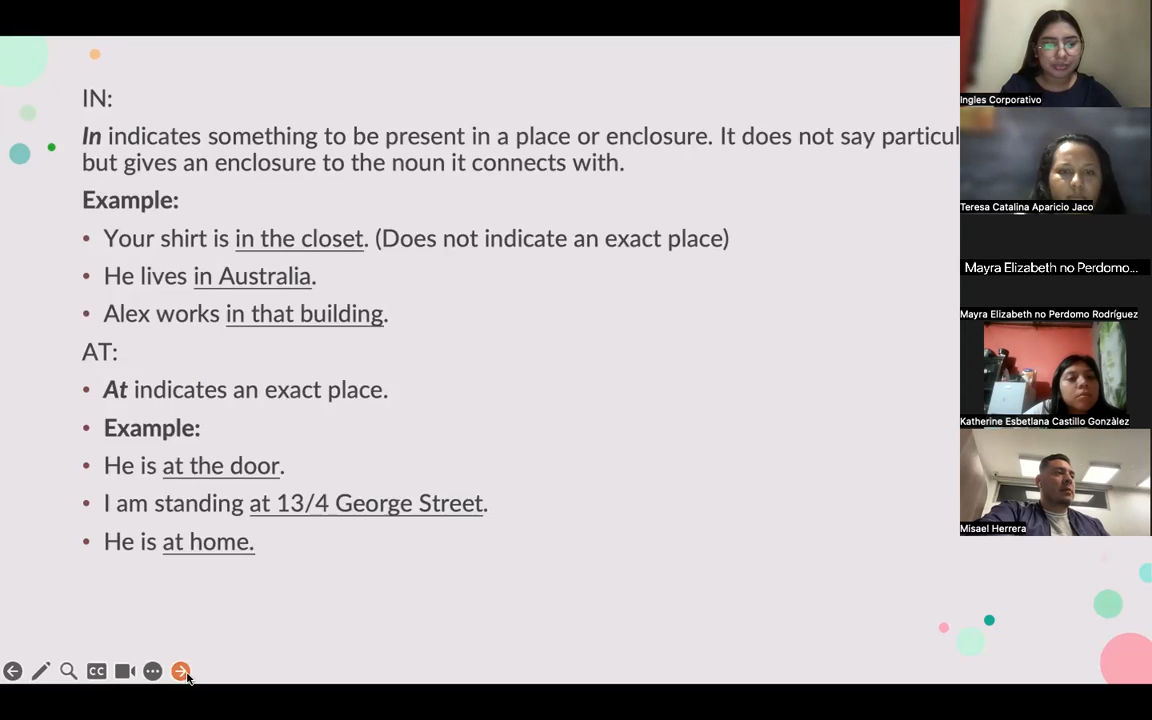 IN:
In indicates something to be present in a place or enclosure. It does not say particul
but gives an enclosure to the noun it connects with.
Example:
• Your shirt is in the closet. (Does not indicate an exact place)
• He lives in Australia.
• Alex works in that building.
AT:
• At indicates an exact place.
• Example:
• He is at the door.
• I am standing at 13/4 George Street.
• He is at home.
CC
Ingles Corporativo
Teresa Catalina Aparicio Jaco
Mayra Elizabeth no Perdomo...
Mayra Elizabeth no Perdomo Rodríguez
Katherine Esbetlana Castillo Gonzàlez
Misael Herrera